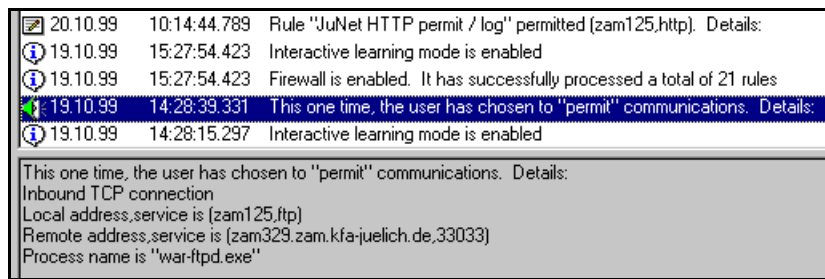 20.10.99 10:14:44.789 Rule "JuNet HTTP permit / log" permitted (zam125,http). Details:
19.10.99 15:27:54.423 Interactive learning mode is enabled
19.10.99 15:27:54.423 Firewall is enabled. It has successfully processed a total of 21 rules
19.10.99 14:28:39.331 This one time, the user has chosen to "permit" communications. Details:
19.10.99 14:28:15.297 Interactive learning mode is enabled
This one time, the user has chosen to "permit" communications. Details:
Inbound TCP connection
Local address,service is (zam125,ftp)
Remote address,service is (zam329.zam.kfa-juelich.de,33033)
Process name is "war-ftpd.exe"